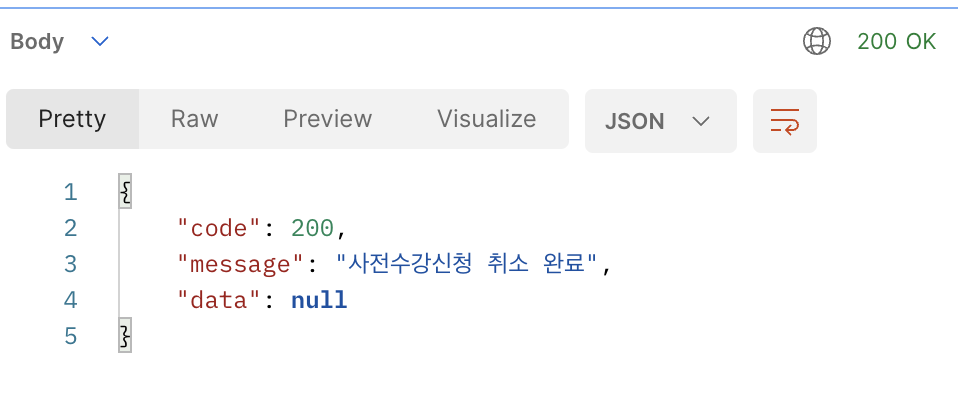 Body 200 OK
Pretty Raw Preview Visualize JSON
1 {
2 "code": 200,
3 "message": "사전수강신청 취소 완료",
4 "data": null
5 }